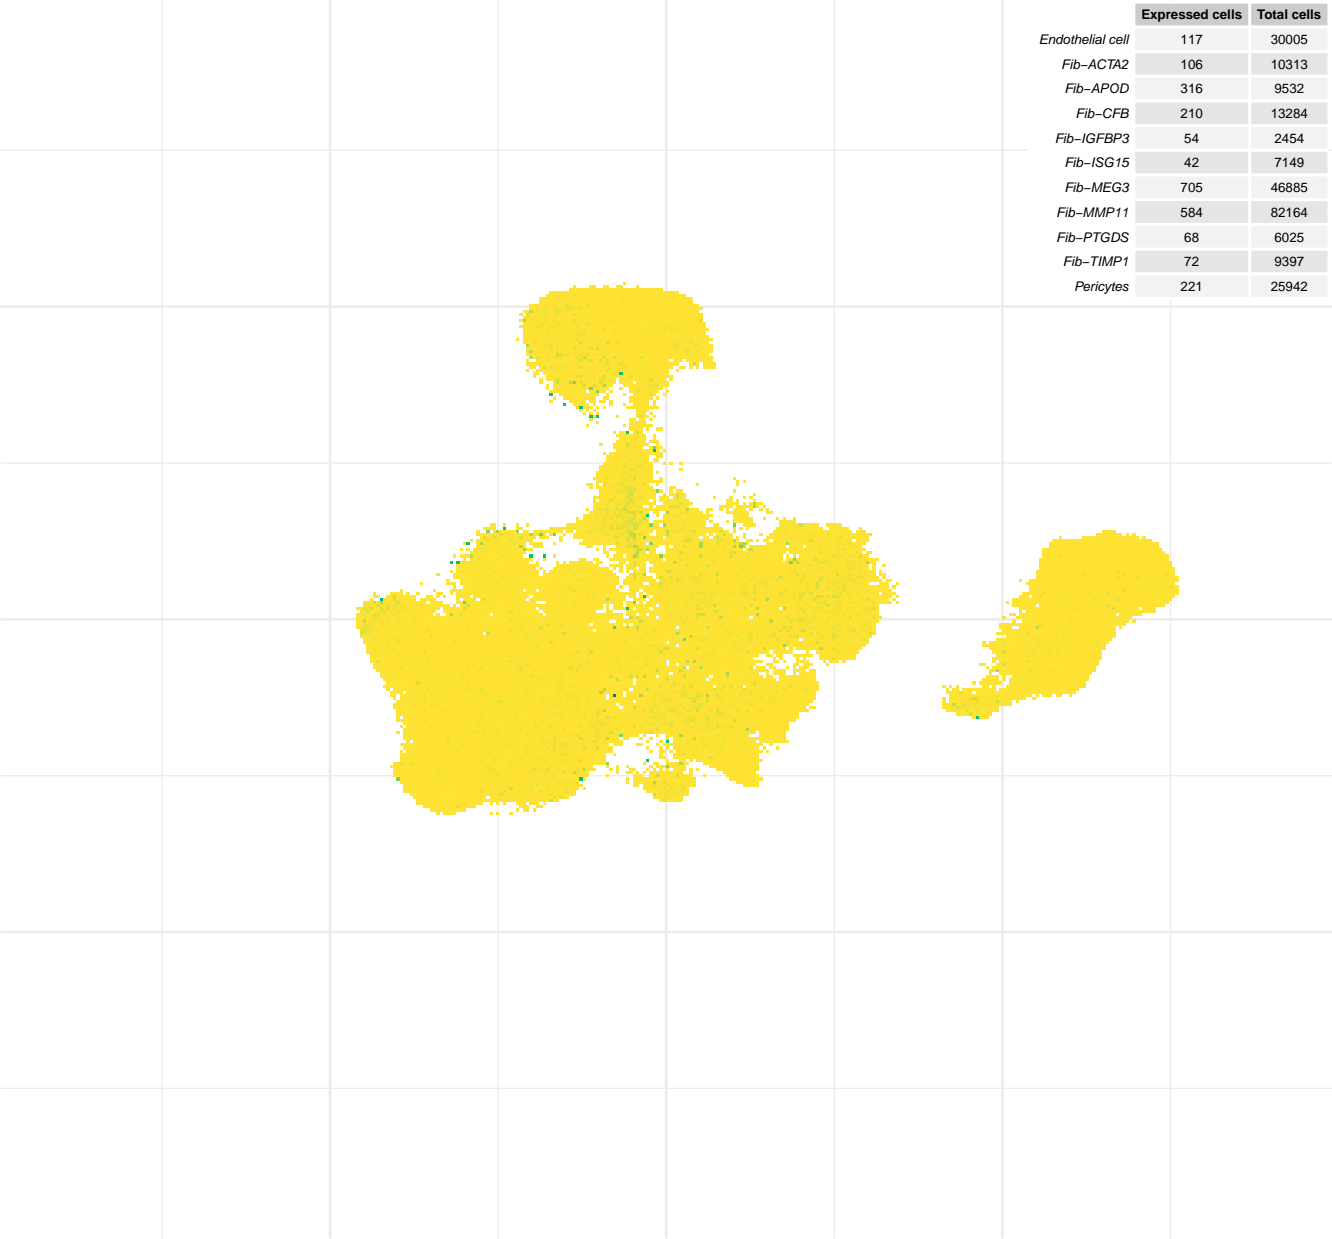 Expressed cells Total cells
Endothelial cell 117 30005
Fib−ACTA2 106 10313
Fib−APOD 316 9532
Fib−CFB 210 13284
Fib−IGFBP3 54 2454
Fib−ISG15 42 7149
Fib−MEG3 705 46885
Fib−MMP11 584 82164
Fib−PTGDS 68 6025
Fib−TIMP1 72 9397
Pericytes 221 25942